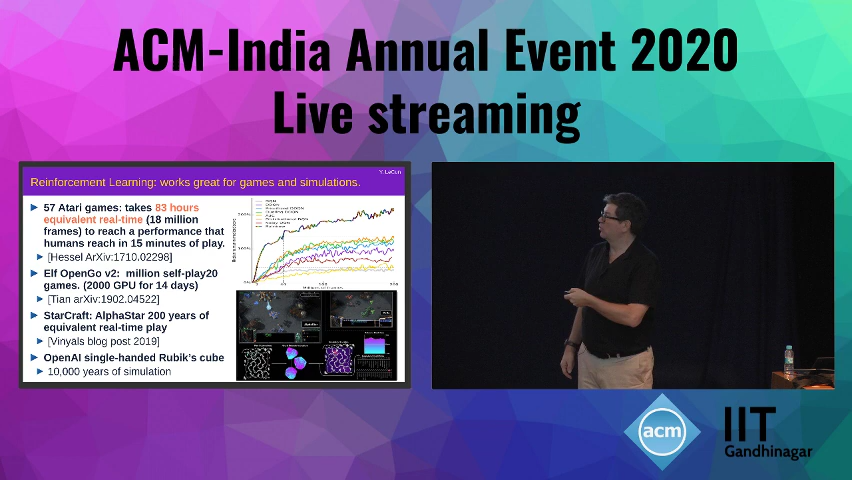 ACM-India Annual Event 2020
Live streaming
Y. LeCun
Reinforcement Learning: works great for games and simulations.
57 Atari games: takes 83 hours
equivalent real-time (18 million
frames) to reach a performance that
humans reach in 15 minutes of play.
[Hessel ArXiv:1710.02298]
Elf OpenGo v2: million self-play20
games. (2000 GPU for 14 days)
[Tian arXiv:1902.04522]
StarCraft: AlphaStar 200 years of
equivalent real-time play
[Vinyals blog post 2019]
OpenAI single-handed Rubik's cube
10,000 years of simulation
acm
IIT
Gandhinagar